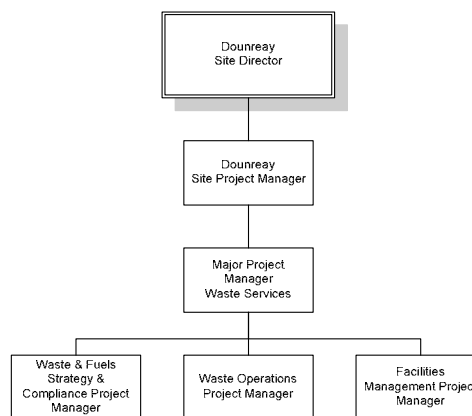 Dounreay
Site Director
Dounreay
Site Project Manager
Major Project
Manager
Waste Services
Waste & Fuels
Strategy &
Compliance Project
Manager
Waste Operations
Project Manager
Facilities
Management Project
Manager